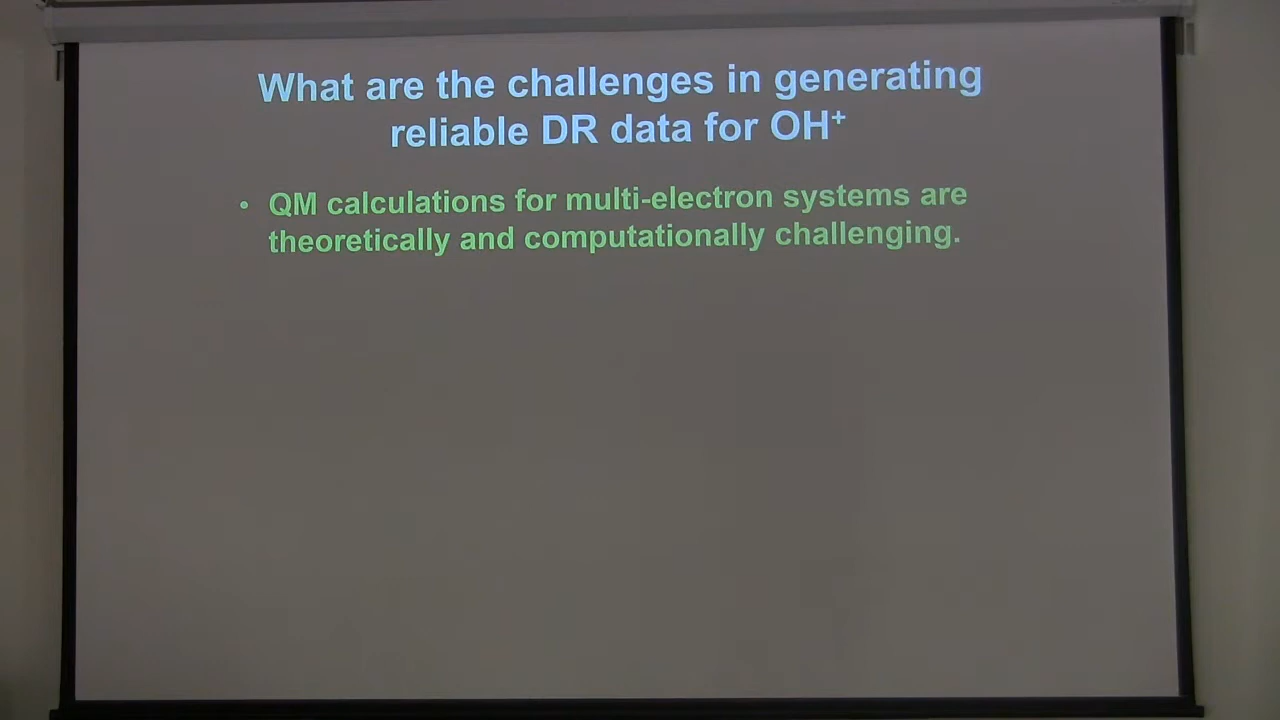 What are the challenges in generating
reliable DR data for OH⁺
• QM calculations for multi-electron systems are
theoretically and computationally challenging.